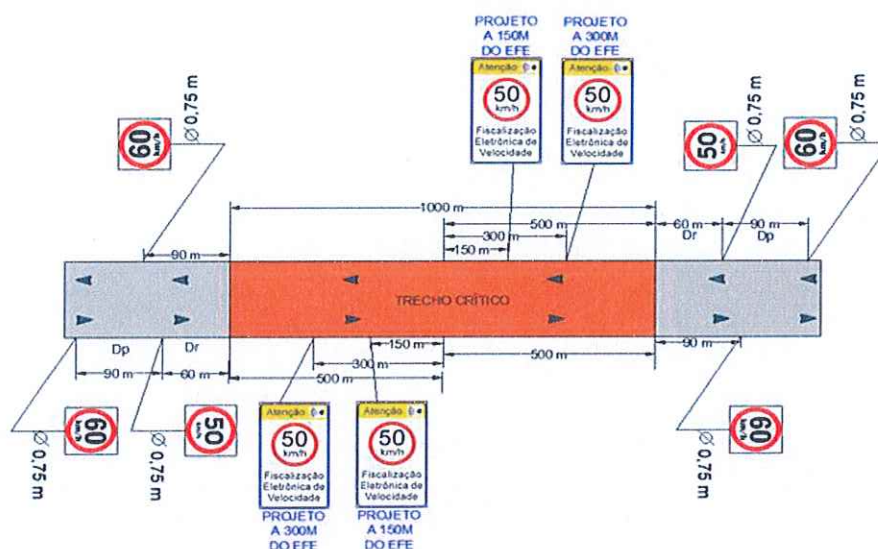 PROJETO
A 150M
DO EFE
PROJETO
A 300M
DO EFE
Atenção
50
km/h
Fiscalização
Eletrônica de
Velocidade
Atenção
50
km/h
Fiscalização
Eletrônica de
Velocidade
60
km/h
Ø 0,75 m
50
km/h
Ø 0,75 m
60
km/h
Ø 0,75 m
1000 m
500 m
60 m
90 m
300 m
Dr
Dp
150 m
90 m
TRECHO CRÍTICO
Dp
Dr
150 m
90 m
300 m
500 m
90 m
60 m
500 m
60
km/h
Ø 0,75 m
50
km/h
Ø 0,75 m
Atenção
50
km/h
Fiscalização
Eletrônica de
Velocidade
Atenção
50
km/h
Fiscalização
Eletrônica de
Velocidade
60
km/h
Ø 0,75 m
PROJETO
A 300M
DO EFE
PROJETO
A 150M
DO EFE